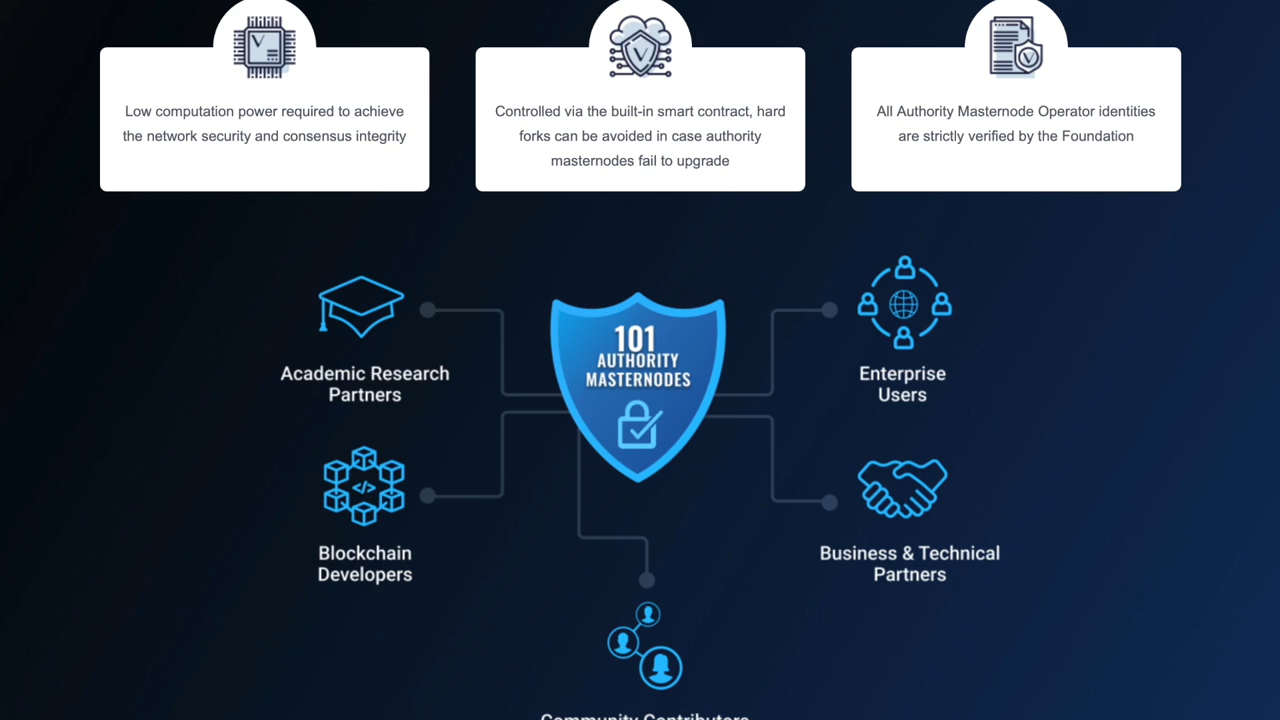 Low computation power required to achieve
the network security and consensus integrity
Controlled via the built-in smart contract, hard
forks can be avoided in case authority
masternodes fail to upgrade
All Authority Masternode Operator identities
are strictly verified by the Foundation
101
AUTHORITY
MASTERNODES
Academic Research
Partners
Enterprise
Users
</>
Blockchain
Developers
Business & Technical
Partners
Community Contributors